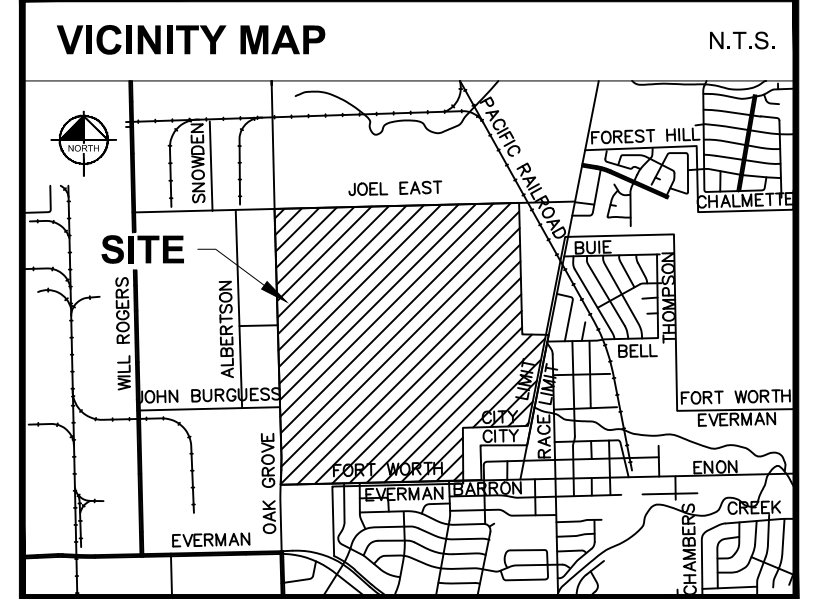 VICINITY MAP
N.T.S.
NORTH
SNOWDEN
JOEL EAST
PACIFIC RAILROAD
FOREST HILL
CHALMETTE
SITE
BUIE
THOMPSON
WILL ROGERS
ALBERTSON
BELL
JOHN BURGUESS
LIMIT
LIMIT
CITY
CITY
RACE
FORT WORTH
EVERMAN
OAK GROVE
FORT WORTH
EVERMAN
BARRON
ENON
EVERMAN
CHAMBERS
CREEK